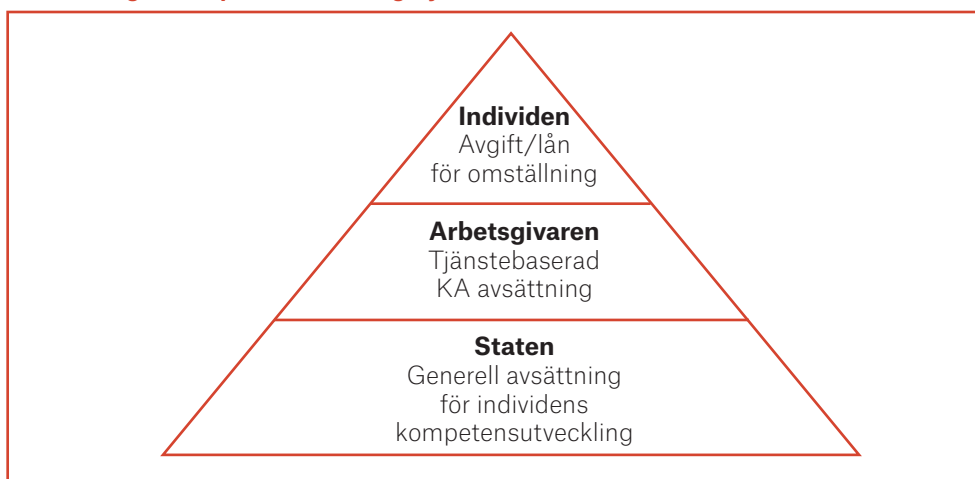 Individen
Avgift/lån
för omställning
Arbetsgivaren
Tjänstebaserad
KA avsättning
Staten
Generell avsättning
för individens
kompetensutveckling